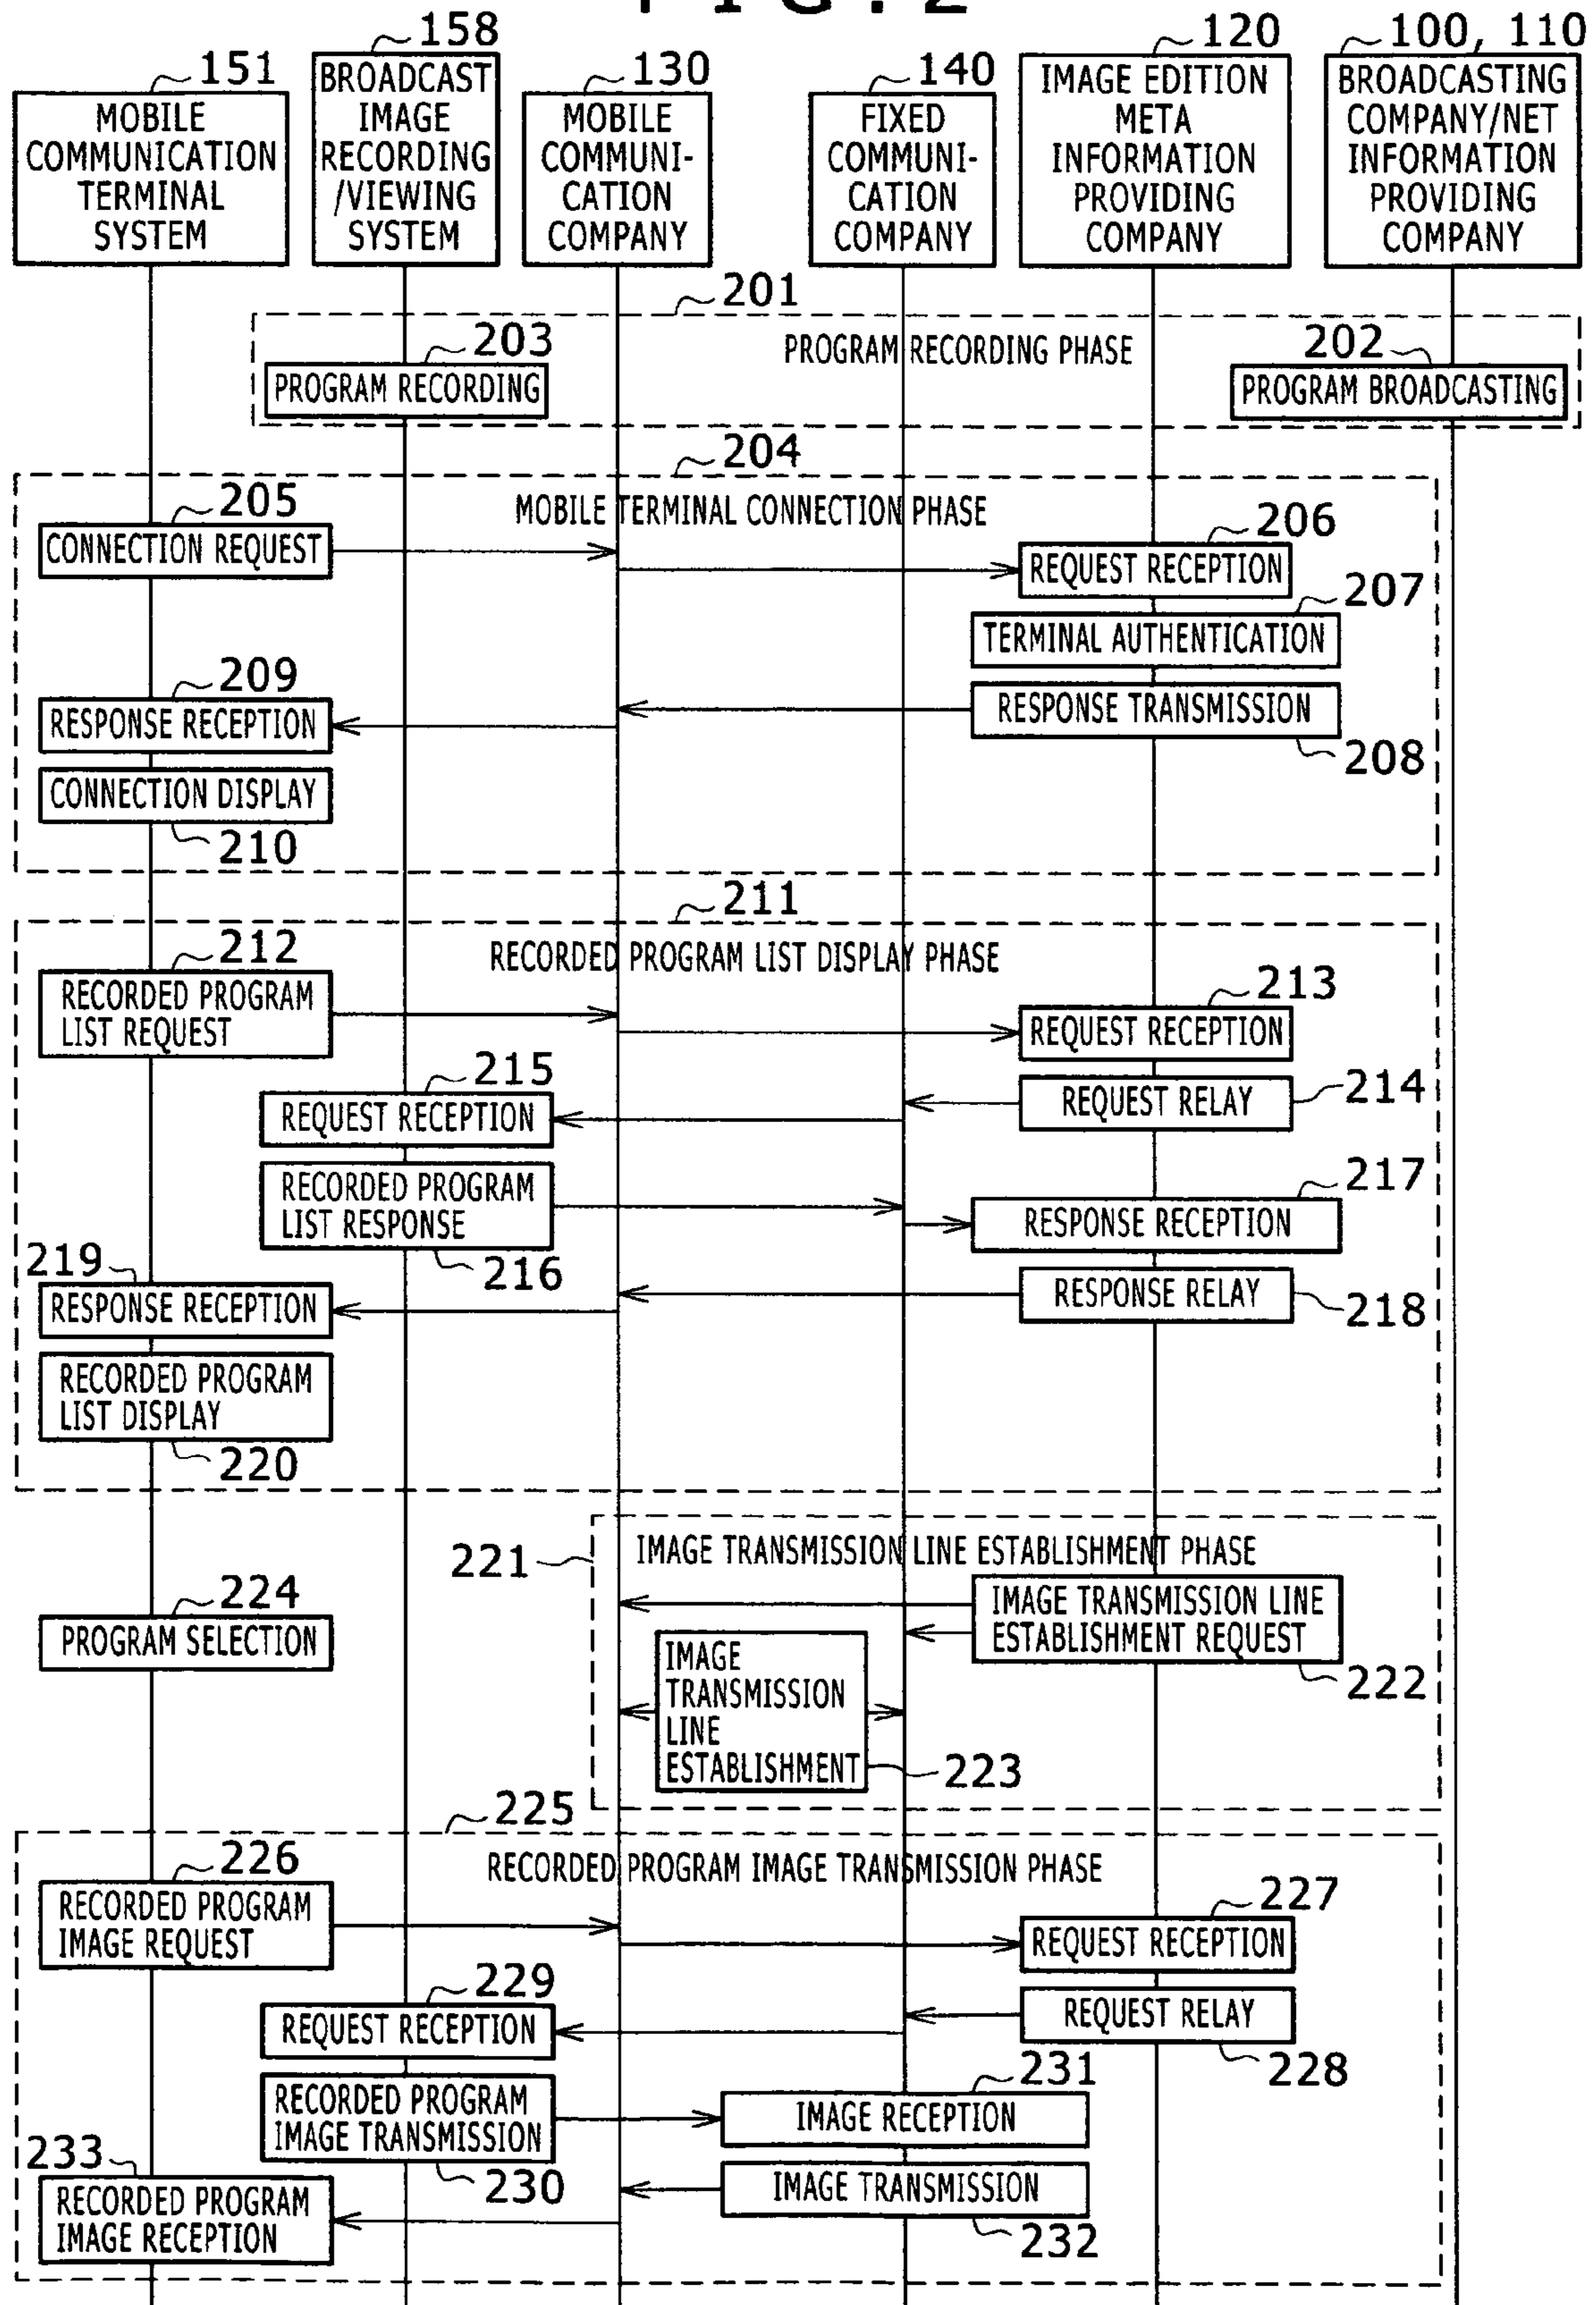 FIG. 2
158
120
100, 110
151
130
140
MOBILE
COMMUNICATION
TERMINAL
SYSTEM
BROADCAST
IMAGE
RECORDING
/VIEWING
SYSTEM
MOBILE
COMMUNI-
CATION
COMPANY
FIXED
COMMUNI-
CATION
COMPANY
IMAGE EDITION
META
INFORMATION
PROVIDING
COMPANY
BROADCASTING
COMPANY/NET
INFORMATION
PROVIDING
COMPANY
201
PROGRAM RECORDING PHASE
203
PROGRAM RECORDING
202
PROGRAM BROADCASTING
204
MOBILE TERMINAL CONNECTION PHASE
205
CONNECTION REQUEST
206
REQUEST RECEPTION
207
TERMINAL AUTHENTICATION
RESPONSE TRANSMISSION
208
209
RESPONSE RECEPTION
CONNECTION DISPLAY
210
211
RECORDED PROGRAM LIST DISPLAY PHASE
212
RECORDED PROGRAM
LIST REQUEST
213
REQUEST RECEPTION
REQUEST RELAY
214
215
REQUEST RECEPTION
RECORDED PROGRAM
LIST RESPONSE
216
217
RESPONSE RECEPTION
RESPONSE RELAY
218
219
RESPONSE RECEPTION
RECORDED PROGRAM
LIST DISPLAY
220
221
IMAGE TRANSMISSION LINE ESTABLISHMENT PHASE
IMAGE TRANSMISSION LINE
ESTABLISHMENT REQUEST
222
224
PROGRAM SELECTION
IMAGE
TRANSMISSION
LINE
ESTABLISHMENT
223
225
RECORDED PROGRAM IMAGE TRANSMISSION PHASE
226
RECORDED PROGRAM
IMAGE REQUEST
227
REQUEST RECEPTION
REQUEST RELAY
228
229
REQUEST RECEPTION
RECORDED PROGRAM
IMAGE TRANSMISSION
230
231
IMAGE RECEPTION
IMAGE TRANSMISSION
232
233
RECORDED PROGRAM
IMAGE RECEPTION